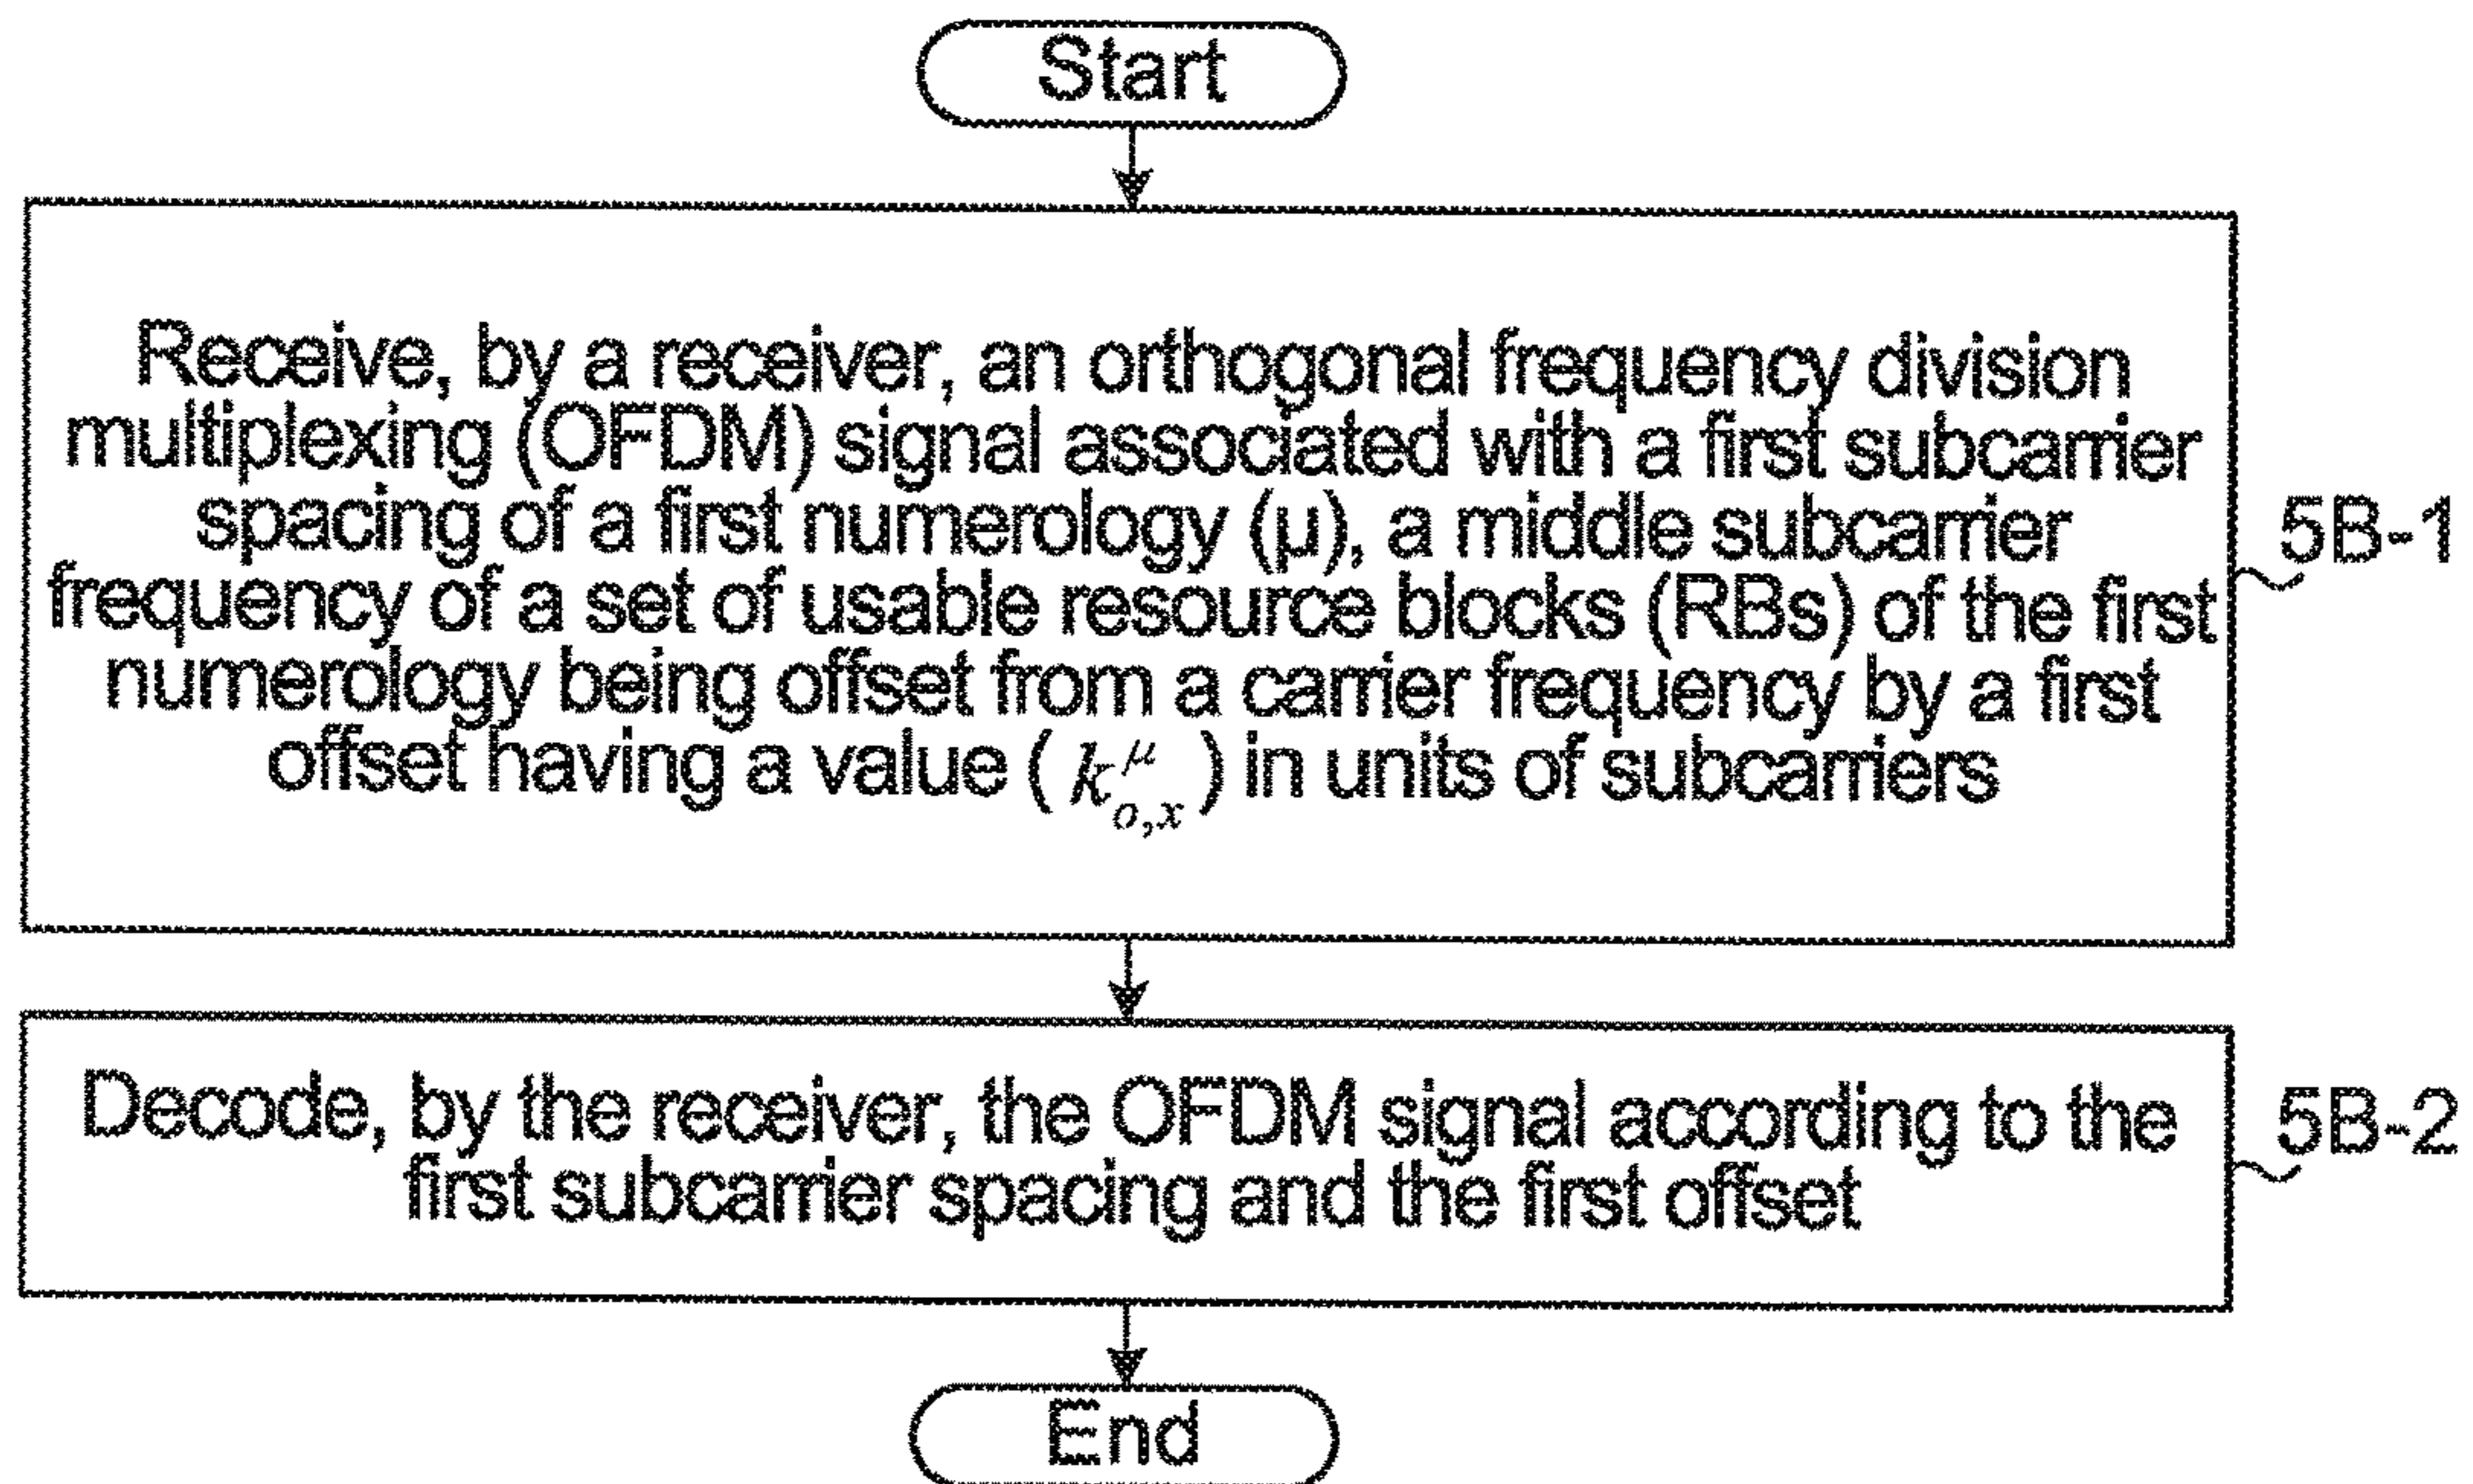 Start
Receive, by a receiver, an orthogonal frequency division
multiplexing (OFDM) signal associated with a first subcarrier
spacing of a first numerology (μ), a middle subcarrier
frequency of a set of usable resource blocks (RBs) of the first
numerology being offset from a carrier frequency by a first
offset having a value ( $k_{o,x}^{\mu}$ ) in units of subcarriers
5B-1
Decode, by the receiver, the OFDM signal according to the
first subcarrier spacing and the first offset
5B-2
End